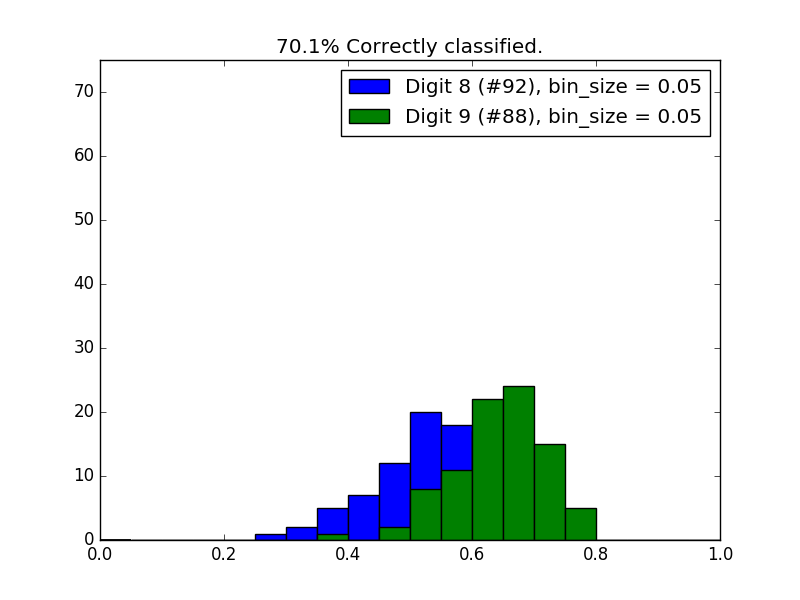 70.1% Correctly classified.
Digit 8 (#92), bin_size = 0.05
Digit 9 (#88), bin_size = 0.05
70
60
50
40
30
20
10
0
0.0 0.2 0.4 0.6 0.8 1.0